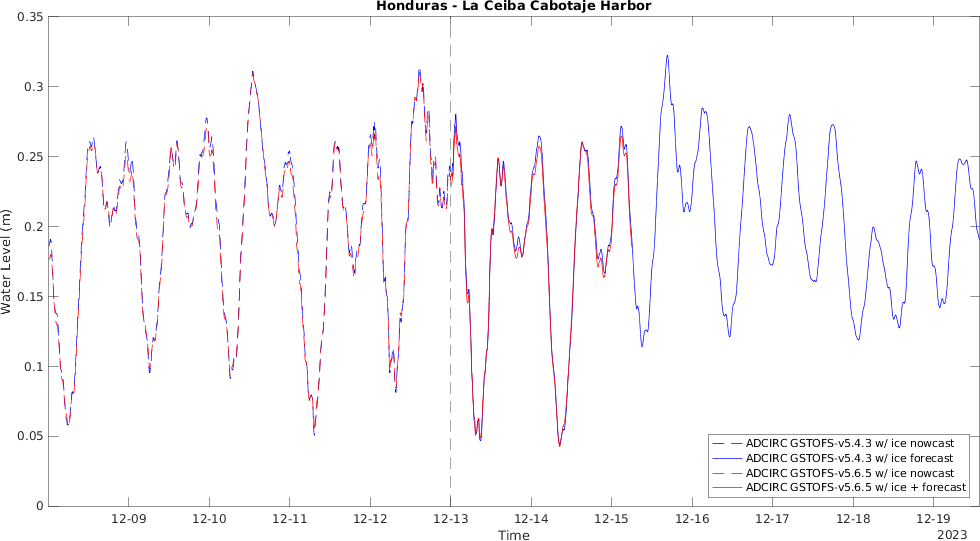 Honduras - La Ceiba Cabotaje Harbor
0.35
0.3
0.25
0.2
0.15
0.1
0.05
0
Water Level (m)
12-09 12-10 12-11 12-12 12-13 12-14 12-15 12-16 12-17 12-18 12-19
Time
2023
ADCIRC GSTOFS-v5.4.3 w/ ice nowcast
ADCIRC GSTOFS-v5.4.3 w/ ice forecast
ADCIRC GSTOFS-v5.6.5 w/ ice nowcast
ADCIRC GSTOFS-v5.6.5 w/ ice + forecast